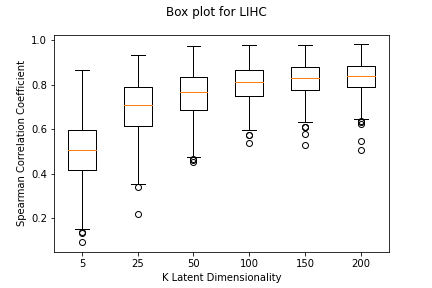 Box plot for LIHC
Spearman Correlation Coefficient
1.0
0.8
0.6
0.4
0.2
5 25 50 100 150 200
K Latent Dimensionality